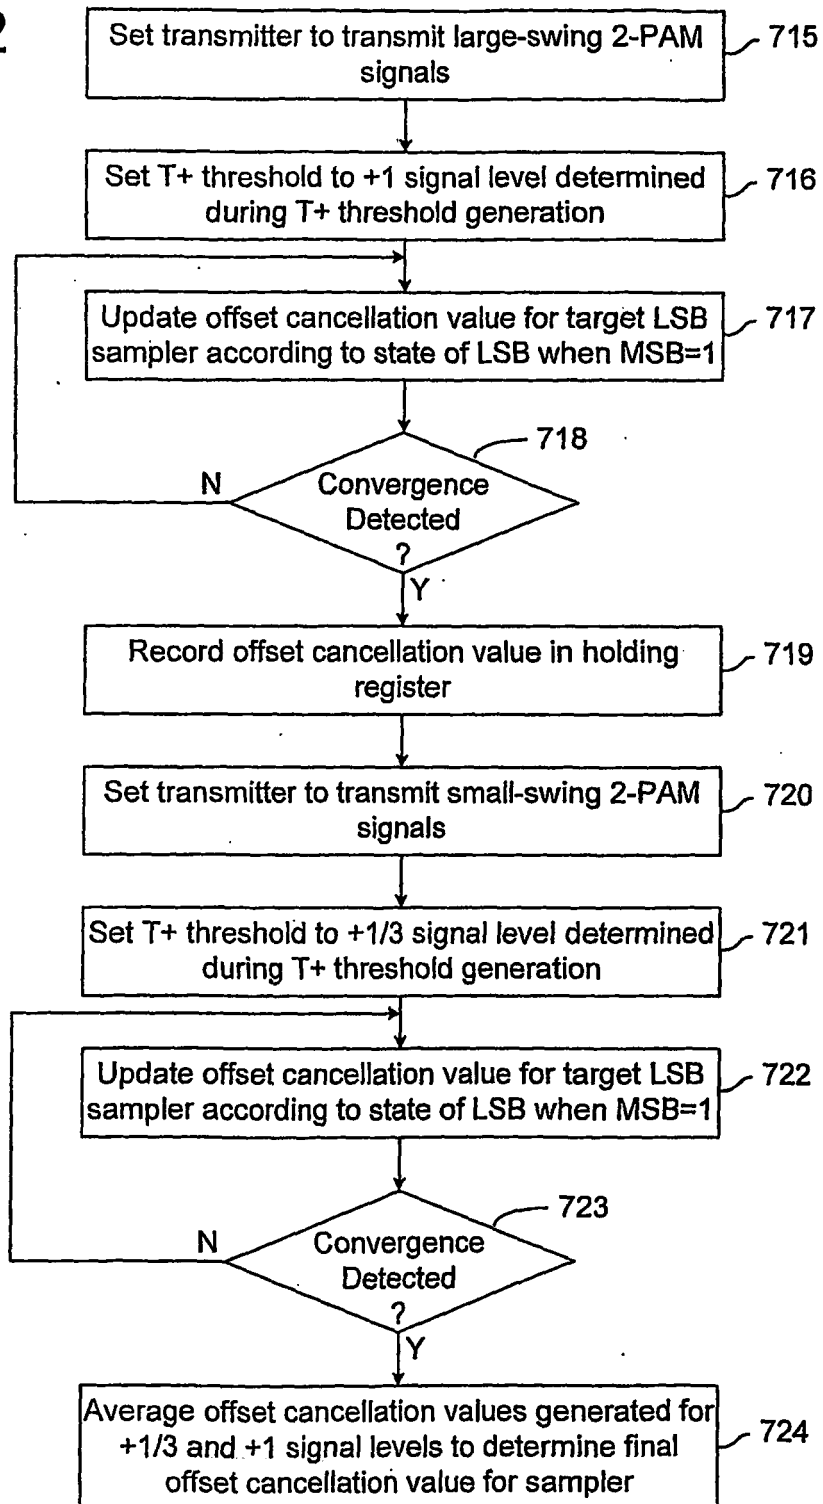 2
Set transmitter to transmit large-swing 2-PAM
signals
715
Set T+ threshold to +1 signal level determined
during T+ threshold generation
716
Update offset cancellation value for target LSB
sampler according to state of LSB when MSB=1
717
718
Convergence
Detected
?
N
Y
Record offset cancellation value in holding
register
719
Set transmitter to transmit small-swing 2-PAM
signals
720
Set T+ threshold to +1/3 signal level determined
during T+ threshold generation
721
Update offset cancellation value for target LSB
sampler according to state of LSB when MSB=1
722
723
Convergence
Detected
?
N
Y
Average offset cancellation values generated for
+1/3 and +1 signal levels to determine final
offset cancellation value for sampler
724